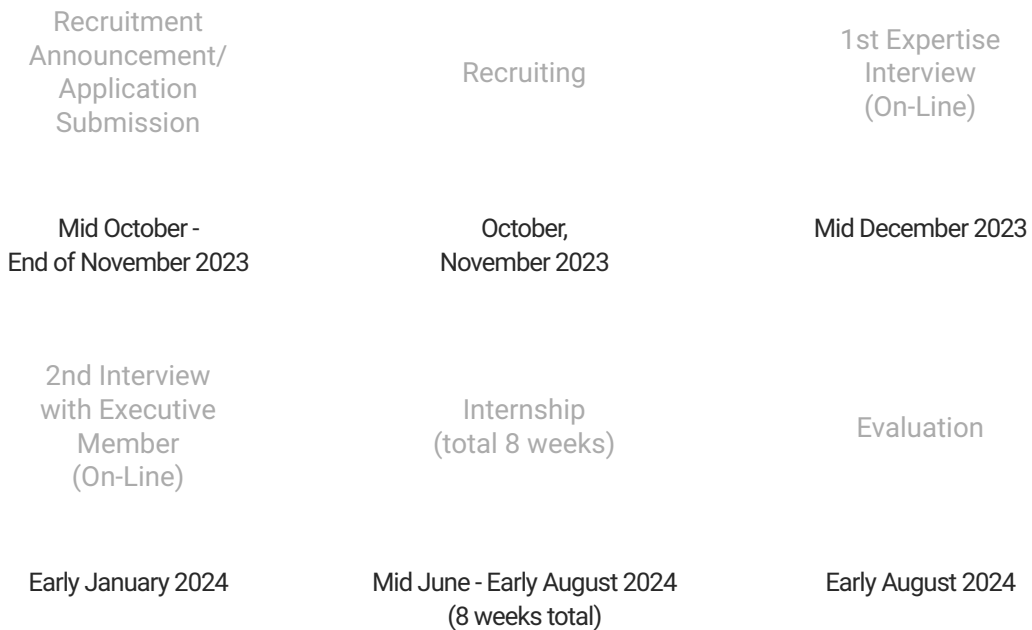 Recruitment
Announcement/
Application
Submission
Recruiting
1st Expertise
Interview
(On-Line)
Mid October -
End of November 2023
October,
November 2023
Mid December 2023
2nd Interview
with Executive
Member
(On-Line)
Internship
(total 8 weeks)
Evaluation
Early January 2024
Mid June - Early August 2024
(8 weeks total)
Early August 2024